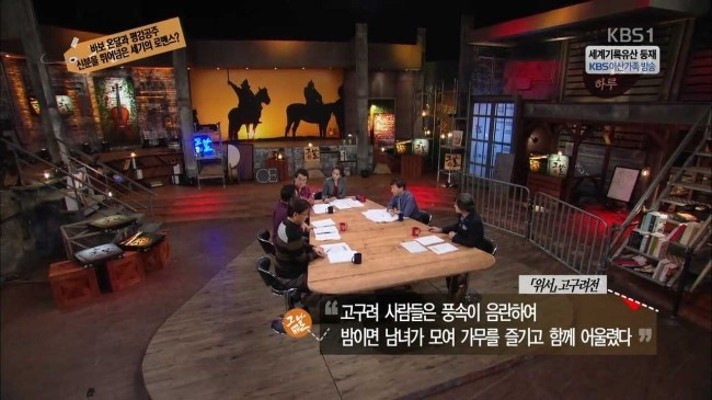 바보 온달과 평강공주
신분을 뛰어넘은 세기의 로맨스?
KBS1
세계기록유산 등재
KBS이산가족 방송
하루
「위서」 고구려전
그날
“ 고구려 사람들은 풍속이 음란하여
밤이면 남녀가 모여 가무를 즐기고 함께 어울렸다 ”